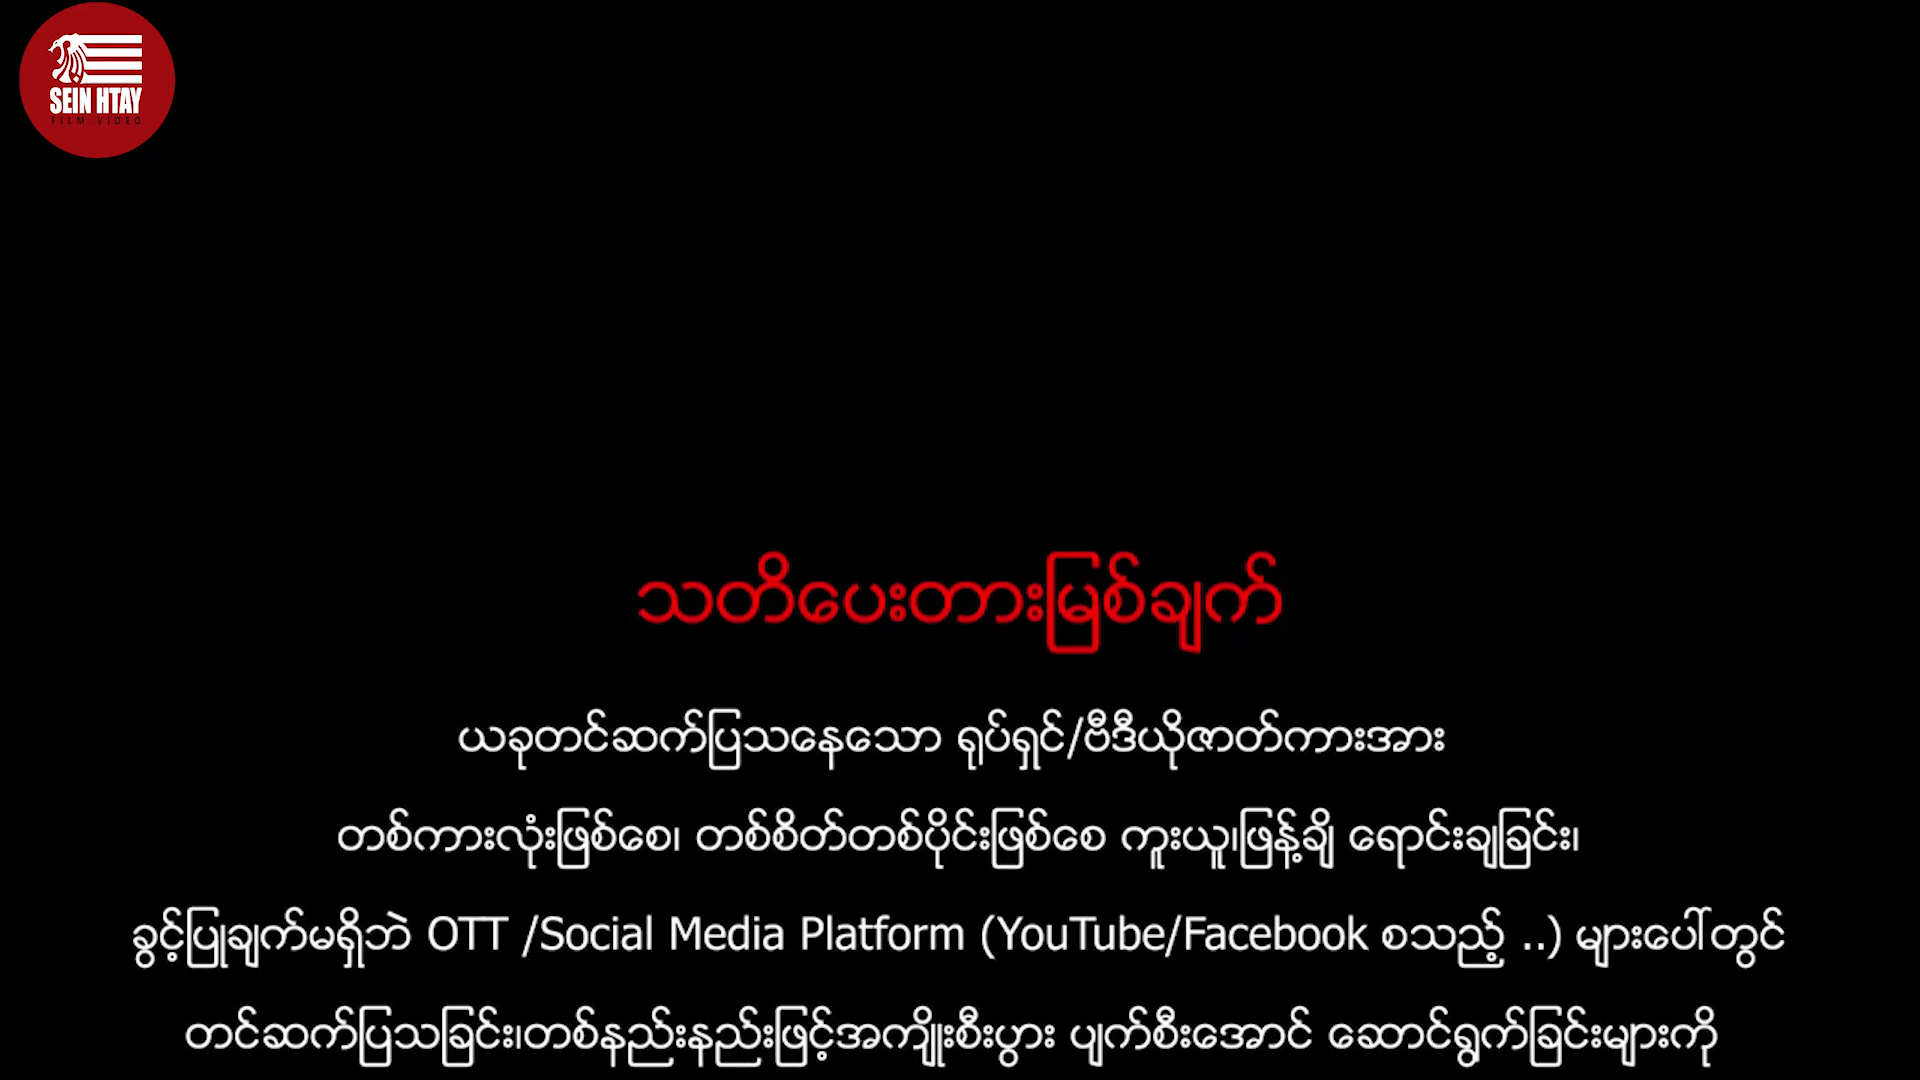 SEIN HTAY
FILM VIDEO
သတိပေးတားမြစ်ချက်
ယခုတင်ဆက်ပြသနေသော ရုပ်ရှင်/ဗီဒီယိုဇာတ်ကားအား
တစ်ကားလုံးဖြစ်စေ၊ တစ်စိတ်တစ်ပိုင်းဖြစ်စေ ကူးယူ၊ဖြန့်ချိ ရောင်းချခြင်း၊
ခွင့်ပြုချက်မရှိဘဲ OTT /Social Media Platform (YouTube/Facebook စသည့် ..) များပေါ်တွင်
တင်ဆက်ပြသခြင်း၊တစ်နည်းနည်းဖြင့်အကျိုးစီးပွား ပျက်စီးအောင် ဆောင်ရွက်ခြင်းများကို